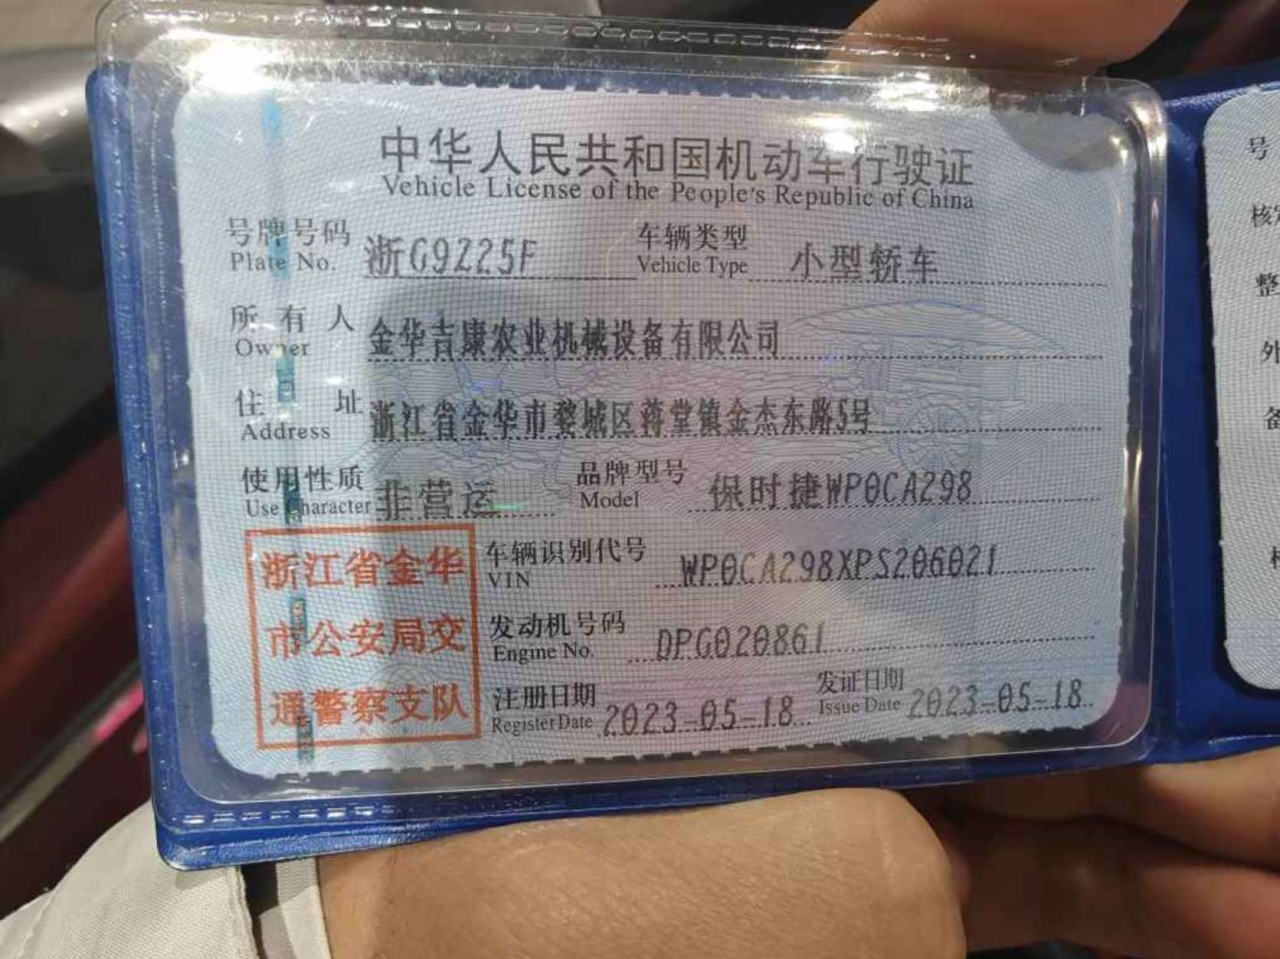 中华人民共和国机动车行驶证
Vehicle License of the People's Republic of China
号牌号码 浙G9Z25F 车辆类型 小型轿车
Plate No. Vehicle Type
所有人 金华吉康农业机械设备有限公司
Owner
住址 浙江省金华市婺城区蒋堂镇金杰东路5号
Address
使用性质 非营运 品牌型号 保时捷WP0CA298
Use Character Model
浙江省金华
市公安局交
通警察支队
车辆识别代号 WP0CA298XPS206021
VIN
发动机号码 DPG020861
Engine No.
注册日期 2023-05-18 发证日期 2023-05-18
Register Date Issue Date
号
核
整
外
备